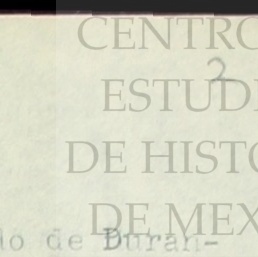 CENTRO
2
ESTUDI
DE HISTO
DE MEX
do de Duran-